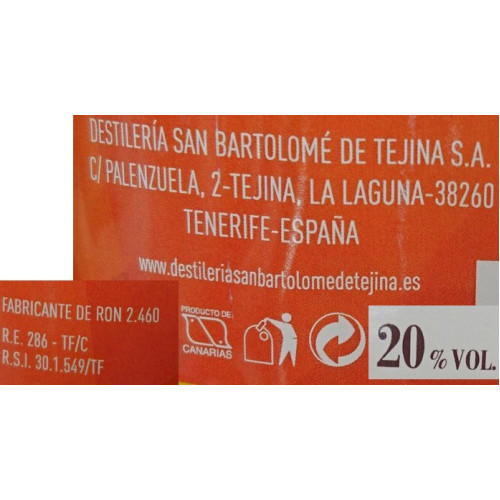 DESTILERÍA SAN BARTOLOMÉ DE TEJINA S.A.
C/ PALENZUELA, 2-TEJINA, LA LAGUNA-38260
TENERIFE-ESPAÑA
www.destileriasanbartolomedetejina.es
FABRICANTE DE RON 2.460
R.E. 286 - TF/C
R.S.I. 30.1.549/TF
PRODUCTO DE
CANARIAS
20 % VOL.